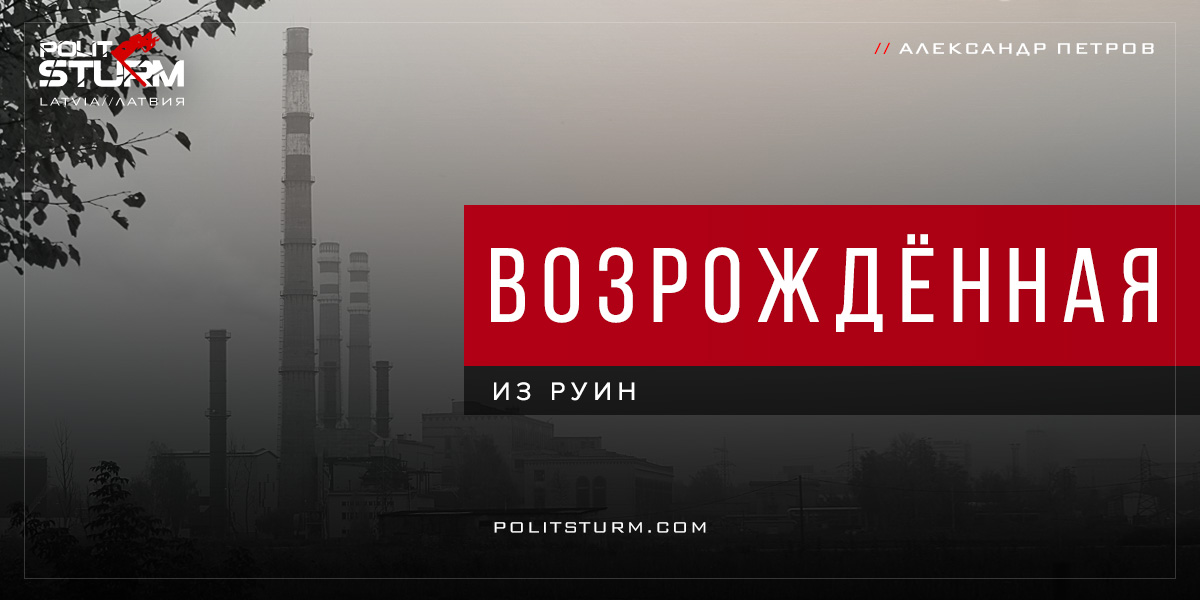 POLIT
STURM
LATVIA//ЛАТВИЯ
// АЛЕКСАНДР ПЕТРОВ
ВОЗРОЖДЁННАЯ
ИЗ РУИН
POLITSTURM.COM